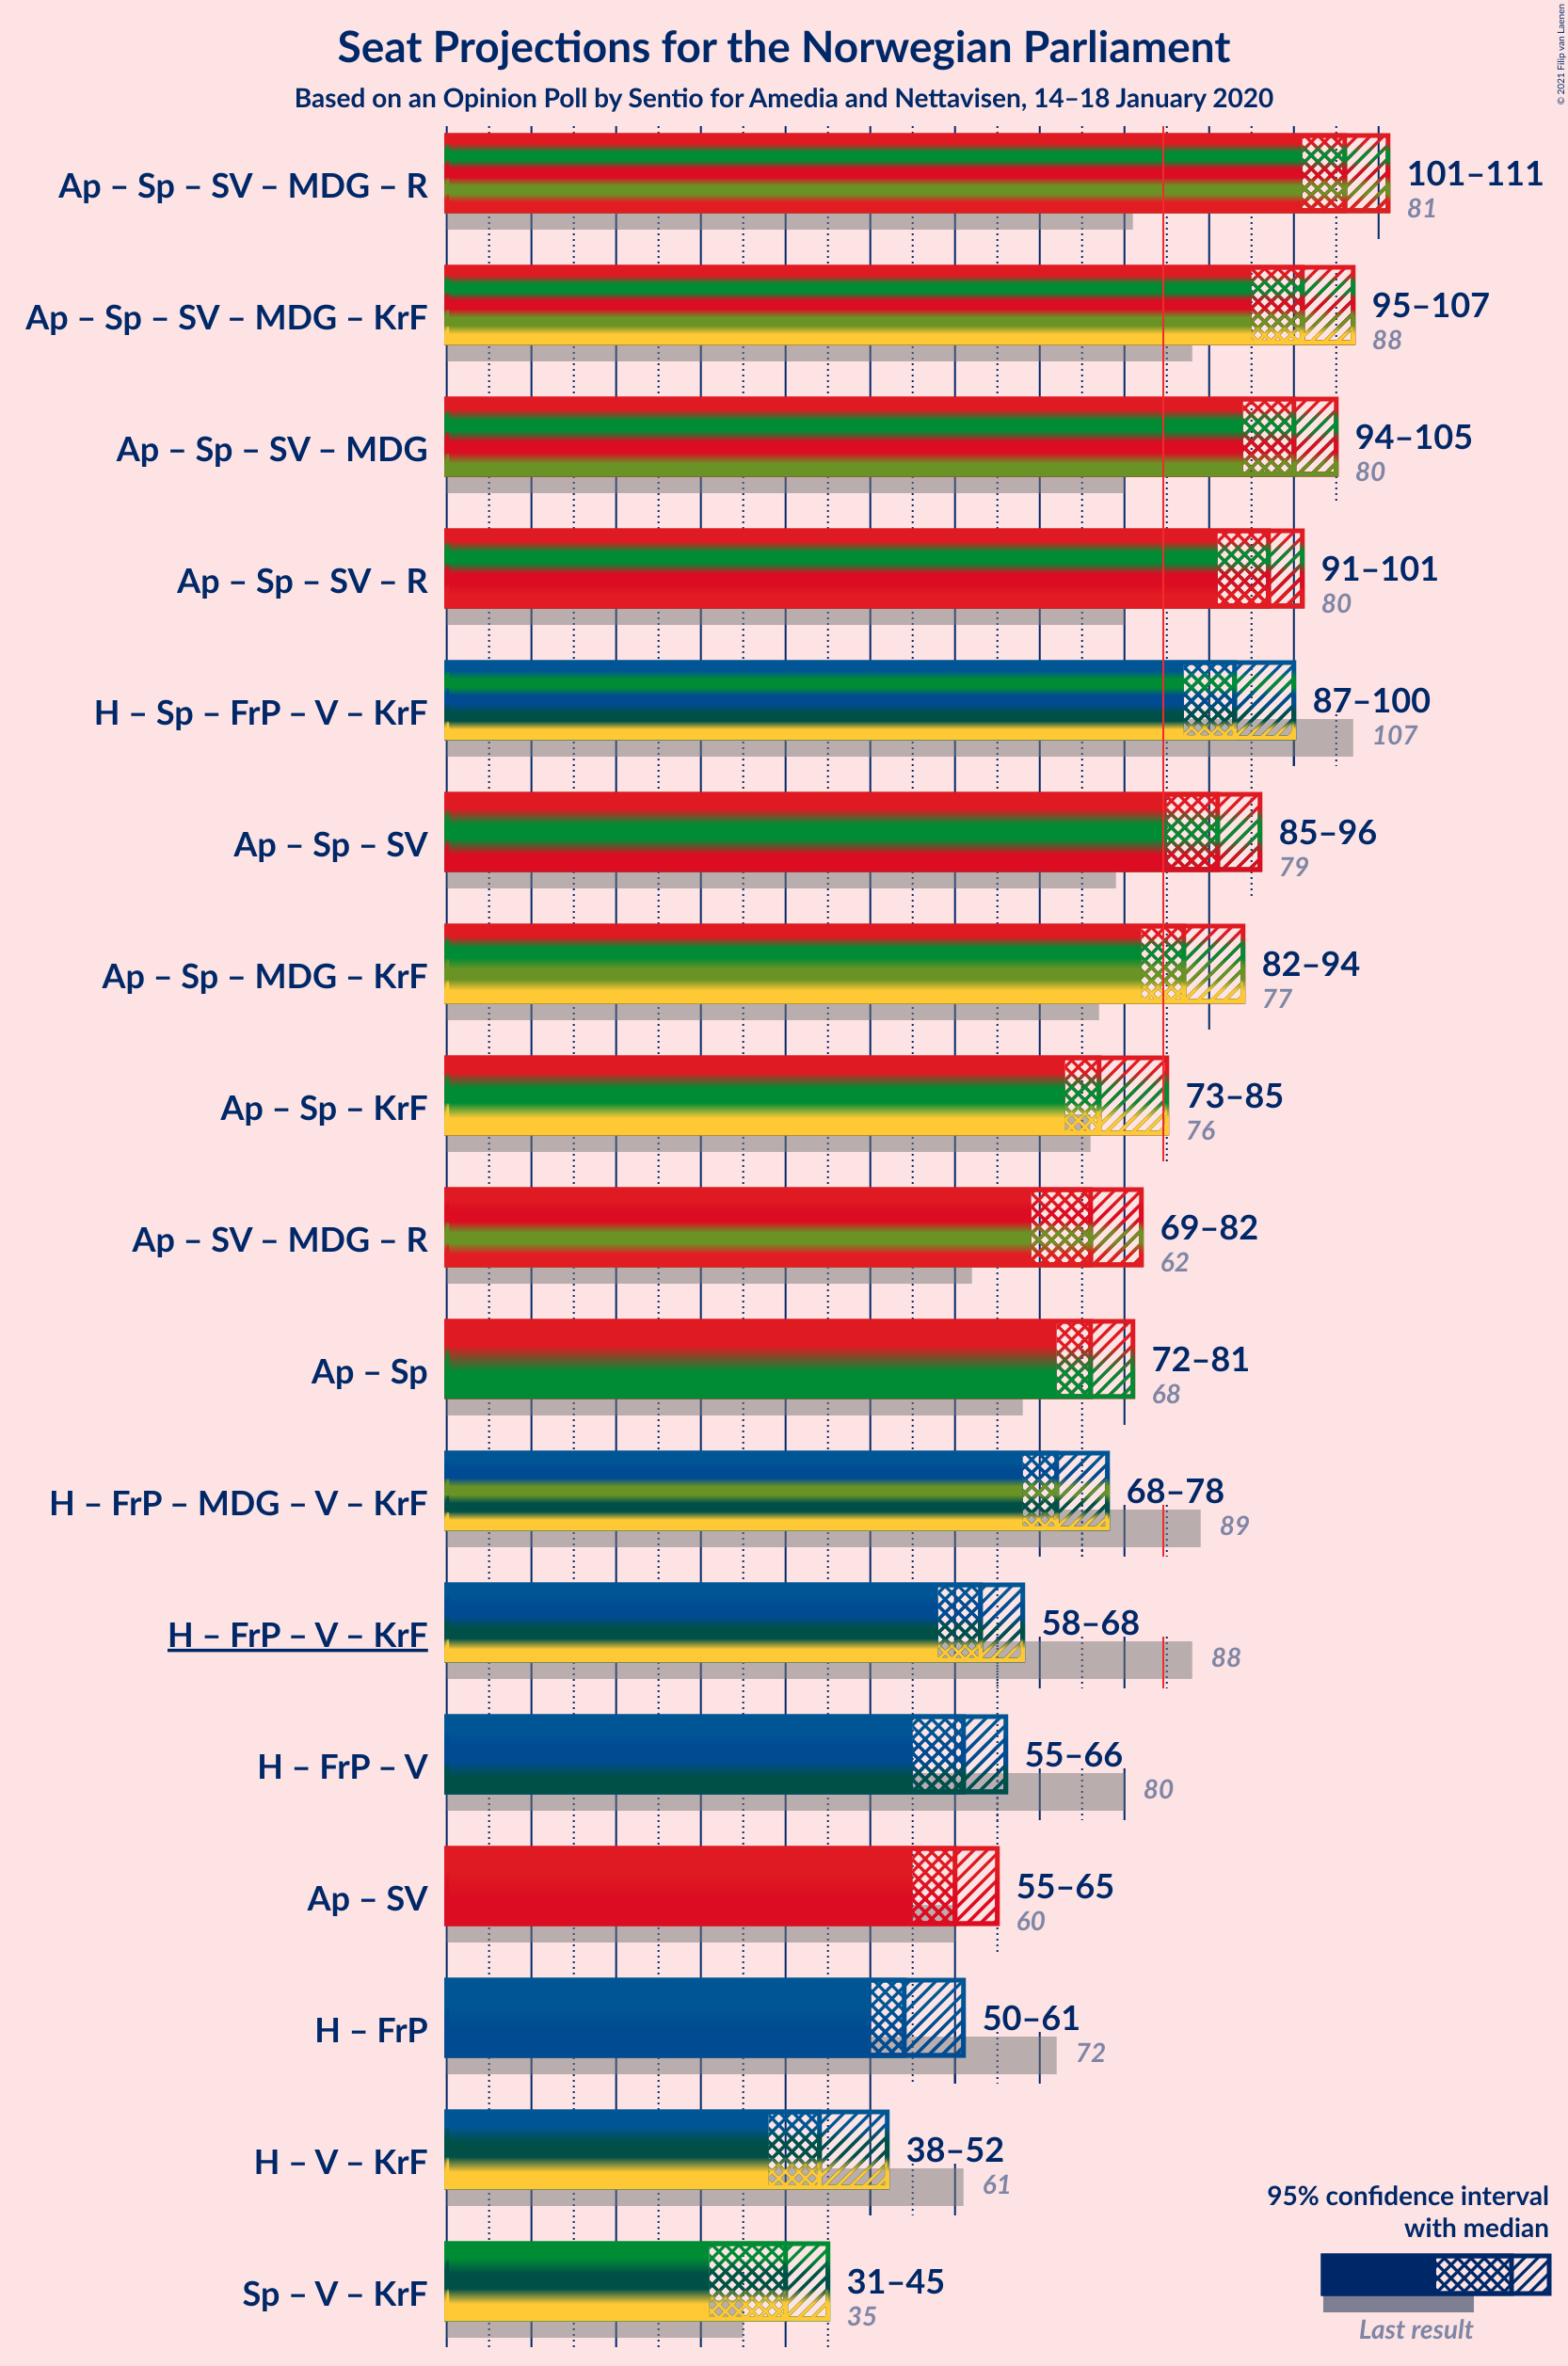 © 2021 Filip van Laenen
Seat Projections for the Norwegian Parliament
Based on an Opinion Poll by Sentio for Amedia and Nettavisen, 14–18 January 2020
Ap – Sp – SV – MDG – R
101–111
81
Ap – Sp – SV – MDG – KrF
95–107
88
Ap – Sp – SV – MDG
94–105
80
Ap – Sp – SV – R
91–101
80
H – Sp – FrP – V – KrF
87–100
107
Ap – Sp – SV
85–96
79
Ap – Sp – MDG – KrF
82–94
77
Ap – Sp – KrF
73–85
76
Ap – SV – MDG – R
69–82
62
Ap – Sp
72–81
68
H – FrP – MDG – V – KrF
68–78
89
H – FrP – V – KrF
58–68
88
H – FrP – V
55–66
80
Ap – SV
55–65
60
H – FrP
50–61
72
H – V – KrF
38–52
61
Sp – V – KrF
31–45
35
95% confidence interval
with median
Last result